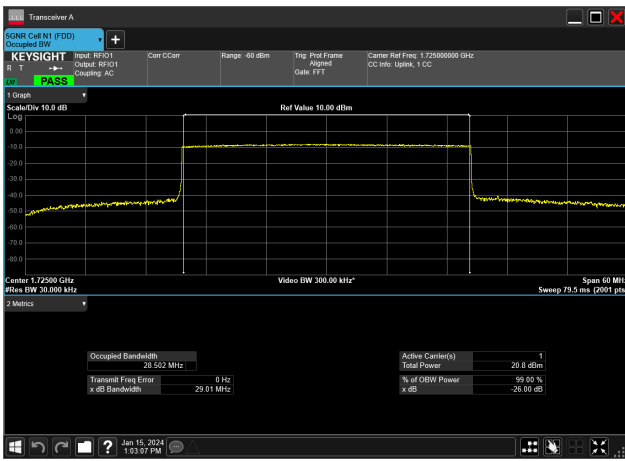 Transceiver A
5GNR Cell N1 (FDD)
Occupied BW
KEYSIGHT
R T
PASS
Input: RFIO1
Output: RFIO1
Coupling: AC
Corr CCorr
Range: -60 dBm
Trig: Prot Frame
Aligned
Gate: FFT
Carrier Ref Freq: 1.725000000 GHz
CC Info: Uplink, 1 CC
1 Graph
Scale/Div 10.0 dB
Ref Value 10.00 dBm
Log
0.00
-10.0
-20.0
-30.0
-40.0
-50.0
-60.0
-70.0
-80.0
Center 1.72500 GHz
Video BW 300.00 kHz*
Span 60 MHz
#Res BW 30.000 kHz
Sweep 79.5 ms (2001 pts
2 Metrics
Occupied Bandwidth
28.502 MHz
Transmit Freq Error 0 Hz
x dB Bandwidth 29.01 MHz
Active Carrier(s) 1
Total Power 20.8 dBm
% of OBW Power 99.00 %
x dB -26.00 dB
?
Jan 15, 2024
1:03:07 PM